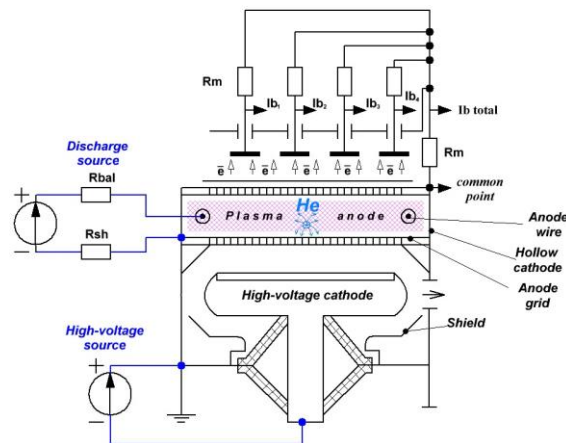 Rm
Ib1
Ib2
Ib3
Ib4
Ib total
Rm
e e e e e
Discharge source
Rbal
+
-
Rsh
common point
He
Plasma anode
Anode wire
Hollow cathode
Anode grid
High-voltage cathode
Shield
High-voltage source
+
-